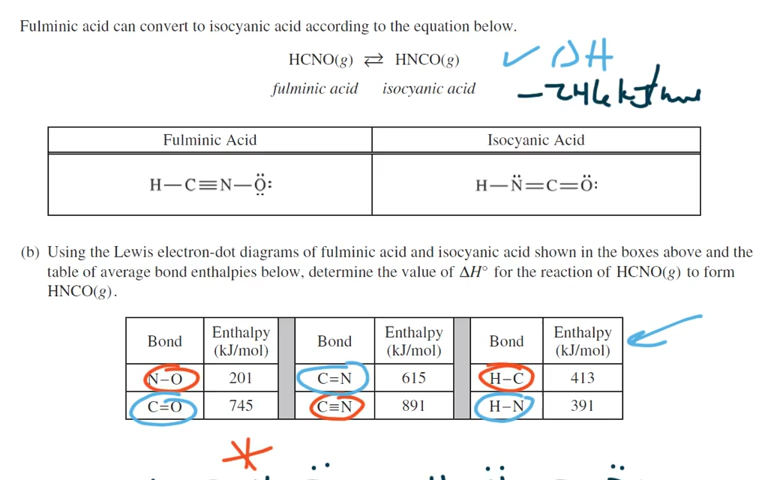 Fulminic acid can convert to isocyanic acid according to the equation below.
HCNO(g) ⇄ HNCO(g)
✓ ΔH
fulminic acid isocyanic acid
-246 kJ/mol
Fulminic Acid Isocyanic Acid
H—C≡N—Ö: H—N̈=C=Ö:
(b) Using the Lewis electron-dot diagrams of fulminic acid and isocyanic acid shown in the boxes above and the
table of average bond enthalpies below, determine the value of ΔH° for the reaction of HCNO(g) to form
HNCO(g).
Bond Enthalpy (kJ/mol) Bond Enthalpy (kJ/mol) Bond Enthalpy (kJ/mol)
N−O 201 C=N 615 H−C 413
C=O 745 C≡N 891 H−N 391